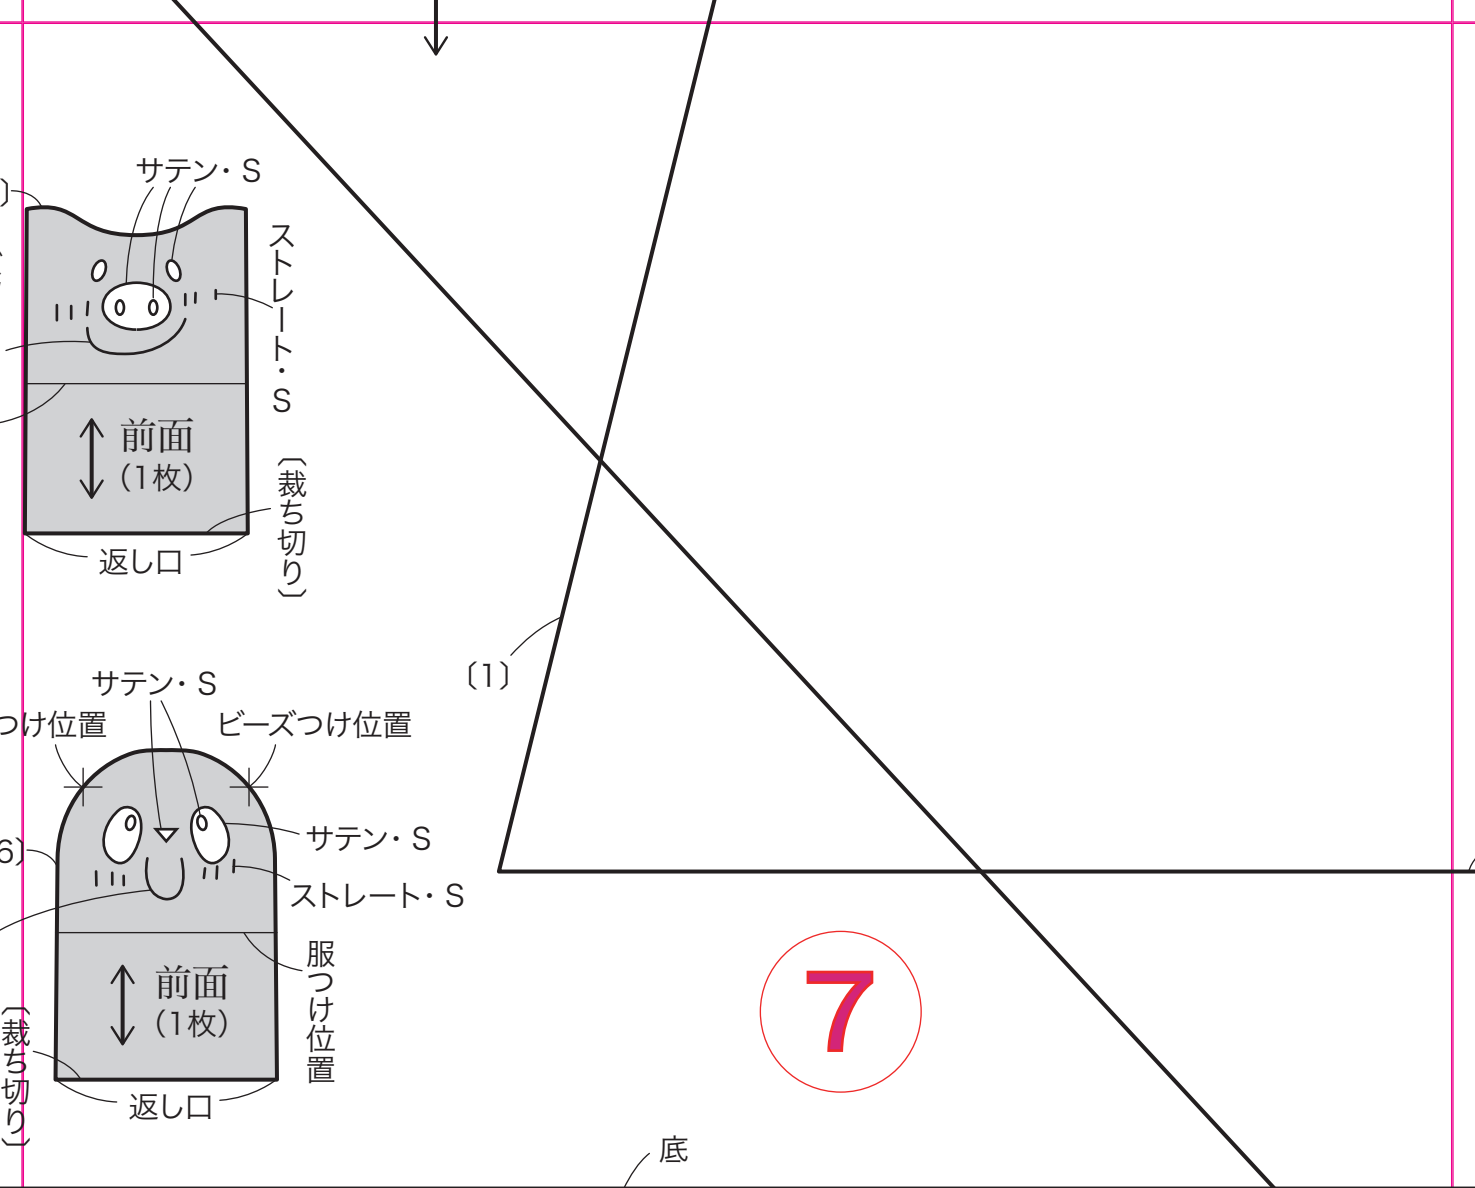 サテン・S
ストレート・S
前面
(1枚)
〔裁ち切り〕
返し口
〔1〕
サテン・S
つけ位置
ビーズつけ位置
サテン・S
6〕
ストレート・S
前面
(1枚)
服つけ位置
〔裁ち切り〕
返し口
7
底